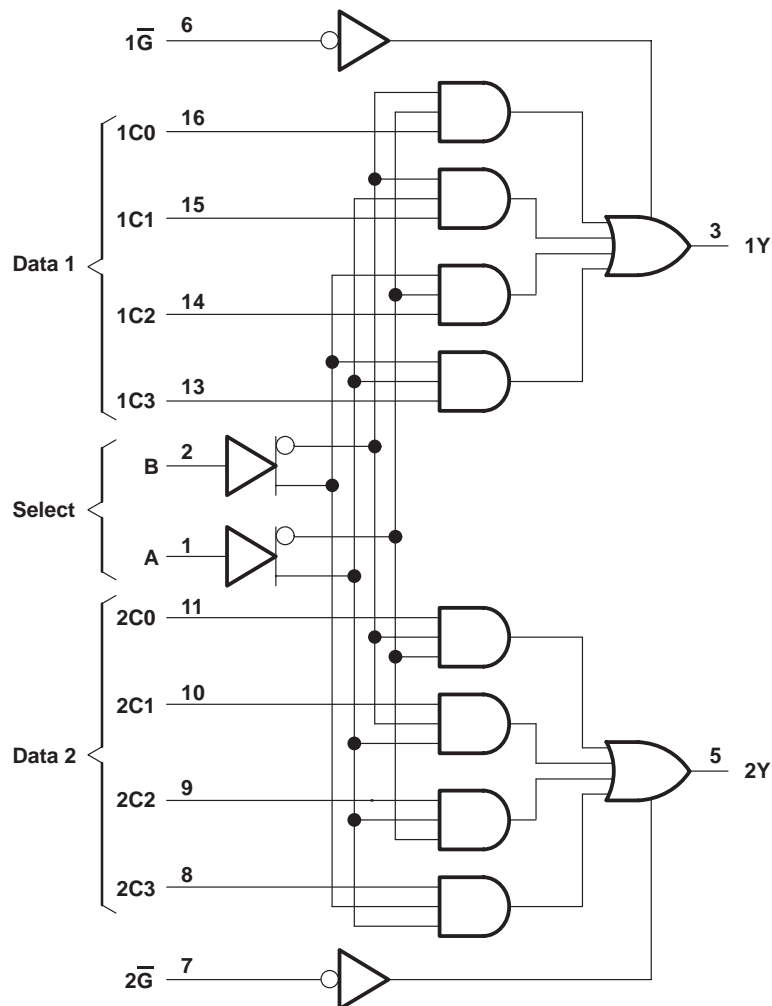 1G̅ 6
1C0 16
1C1 15
Data 1
1C2 14
1C3 13
3 1Y
B 2
Select
A 1
2C0 11
2C1 10
Data 2
2C2 9
2C3 8
5 2Y
2G̅ 7